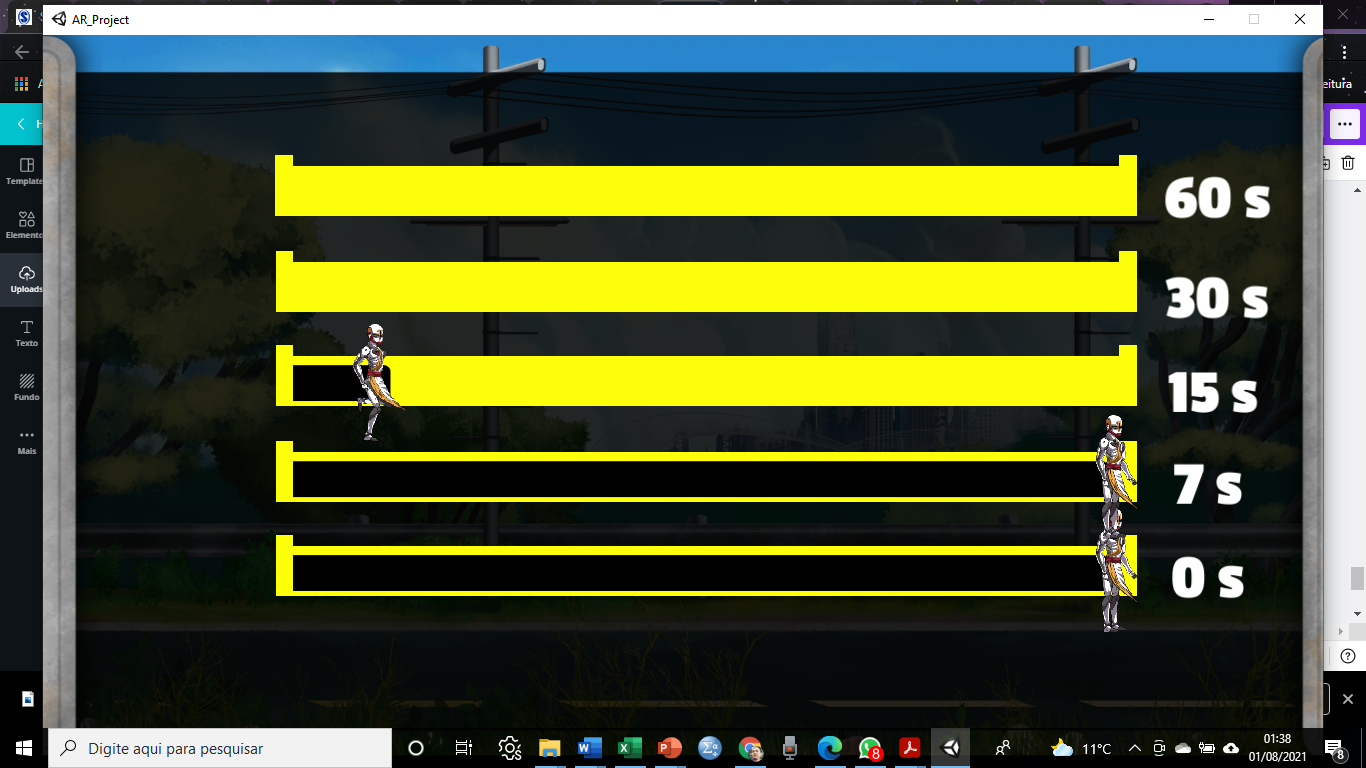 AR_Project
A
eitura
H
Template
Elemento
Uploads
Texto
Fundo
Mais
60 s
30 s
15 s
7 s
0 s
Digite aqui para pesquisar
8
11°C
01:38
01/08/2021
8